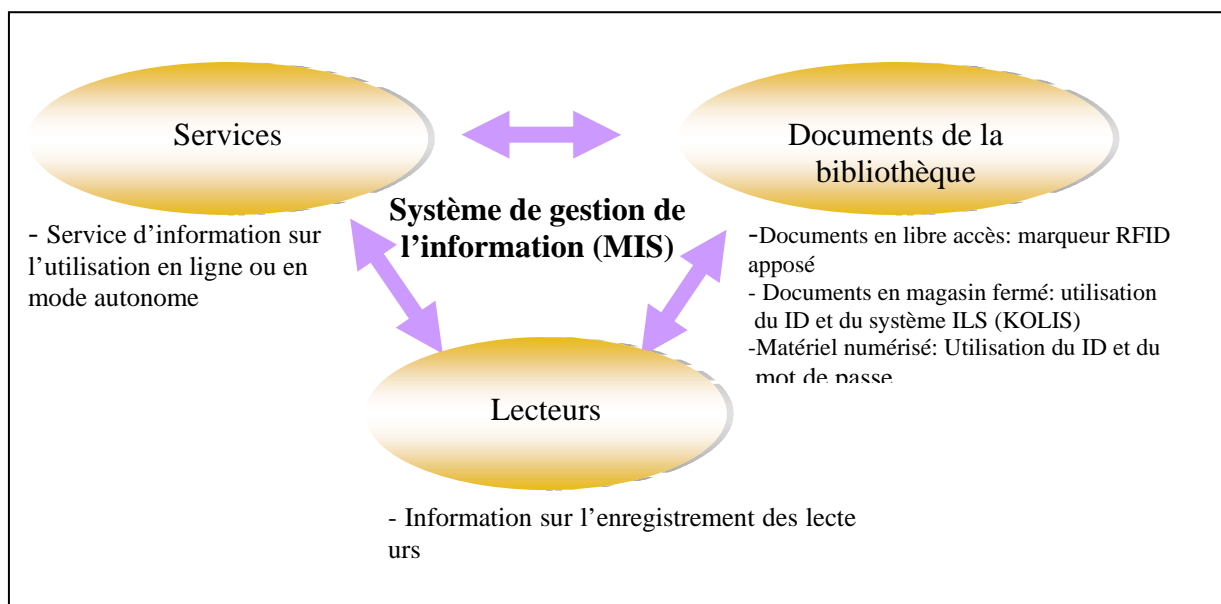 Services
Documents de la
bibliothèque
Système de gestion de
l'information (MIS)
- Service d'information sur
l'utilisation en ligne ou en
mode autonome
-Documents en libre accès: marqueur RFID
apposé
- Documents en magasin fermé: utilisation
du ID et du système ILS (KOLIS)
-Matériel numérisé: Utilisation du ID et du
mot de passe
Lecteurs
- Information sur l'enregistrement des lecte
urs